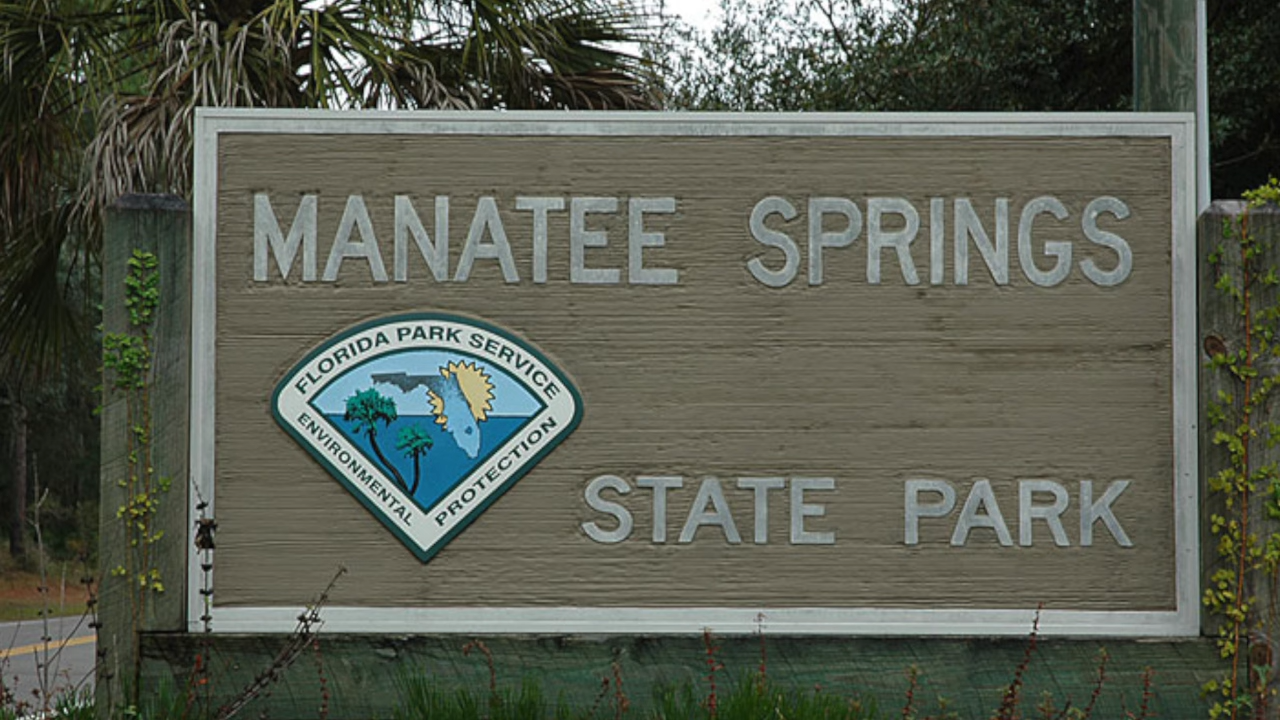 MANATEE SPRINGS
FLORIDA PARK SERVICE
ENVIRONMENTAL PROTECTION
STATE PARK